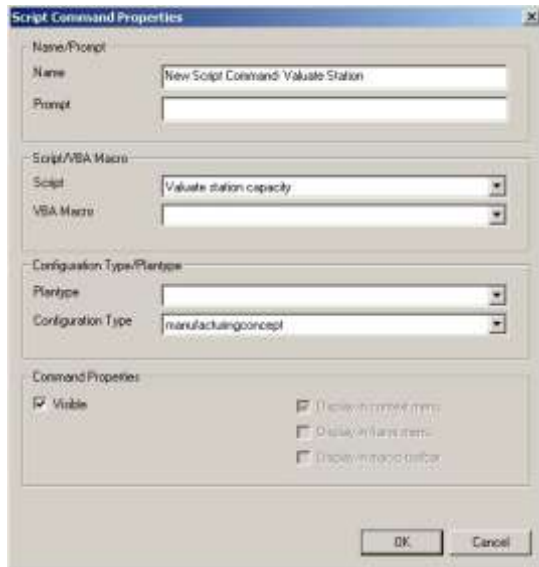 Script Command Properties
Name/Prompt
Name
New Script Command Valuate Station
Prompt
Script/VBA Macro
Script
Valuate station capacity
VBA Macro
Configuration Type/Plantype
Plantype
Configuration Type
manufacturingconcept
Command Properties
Visible
Display in context menu
Display in
Display in macro toolbar
OK
Cancel